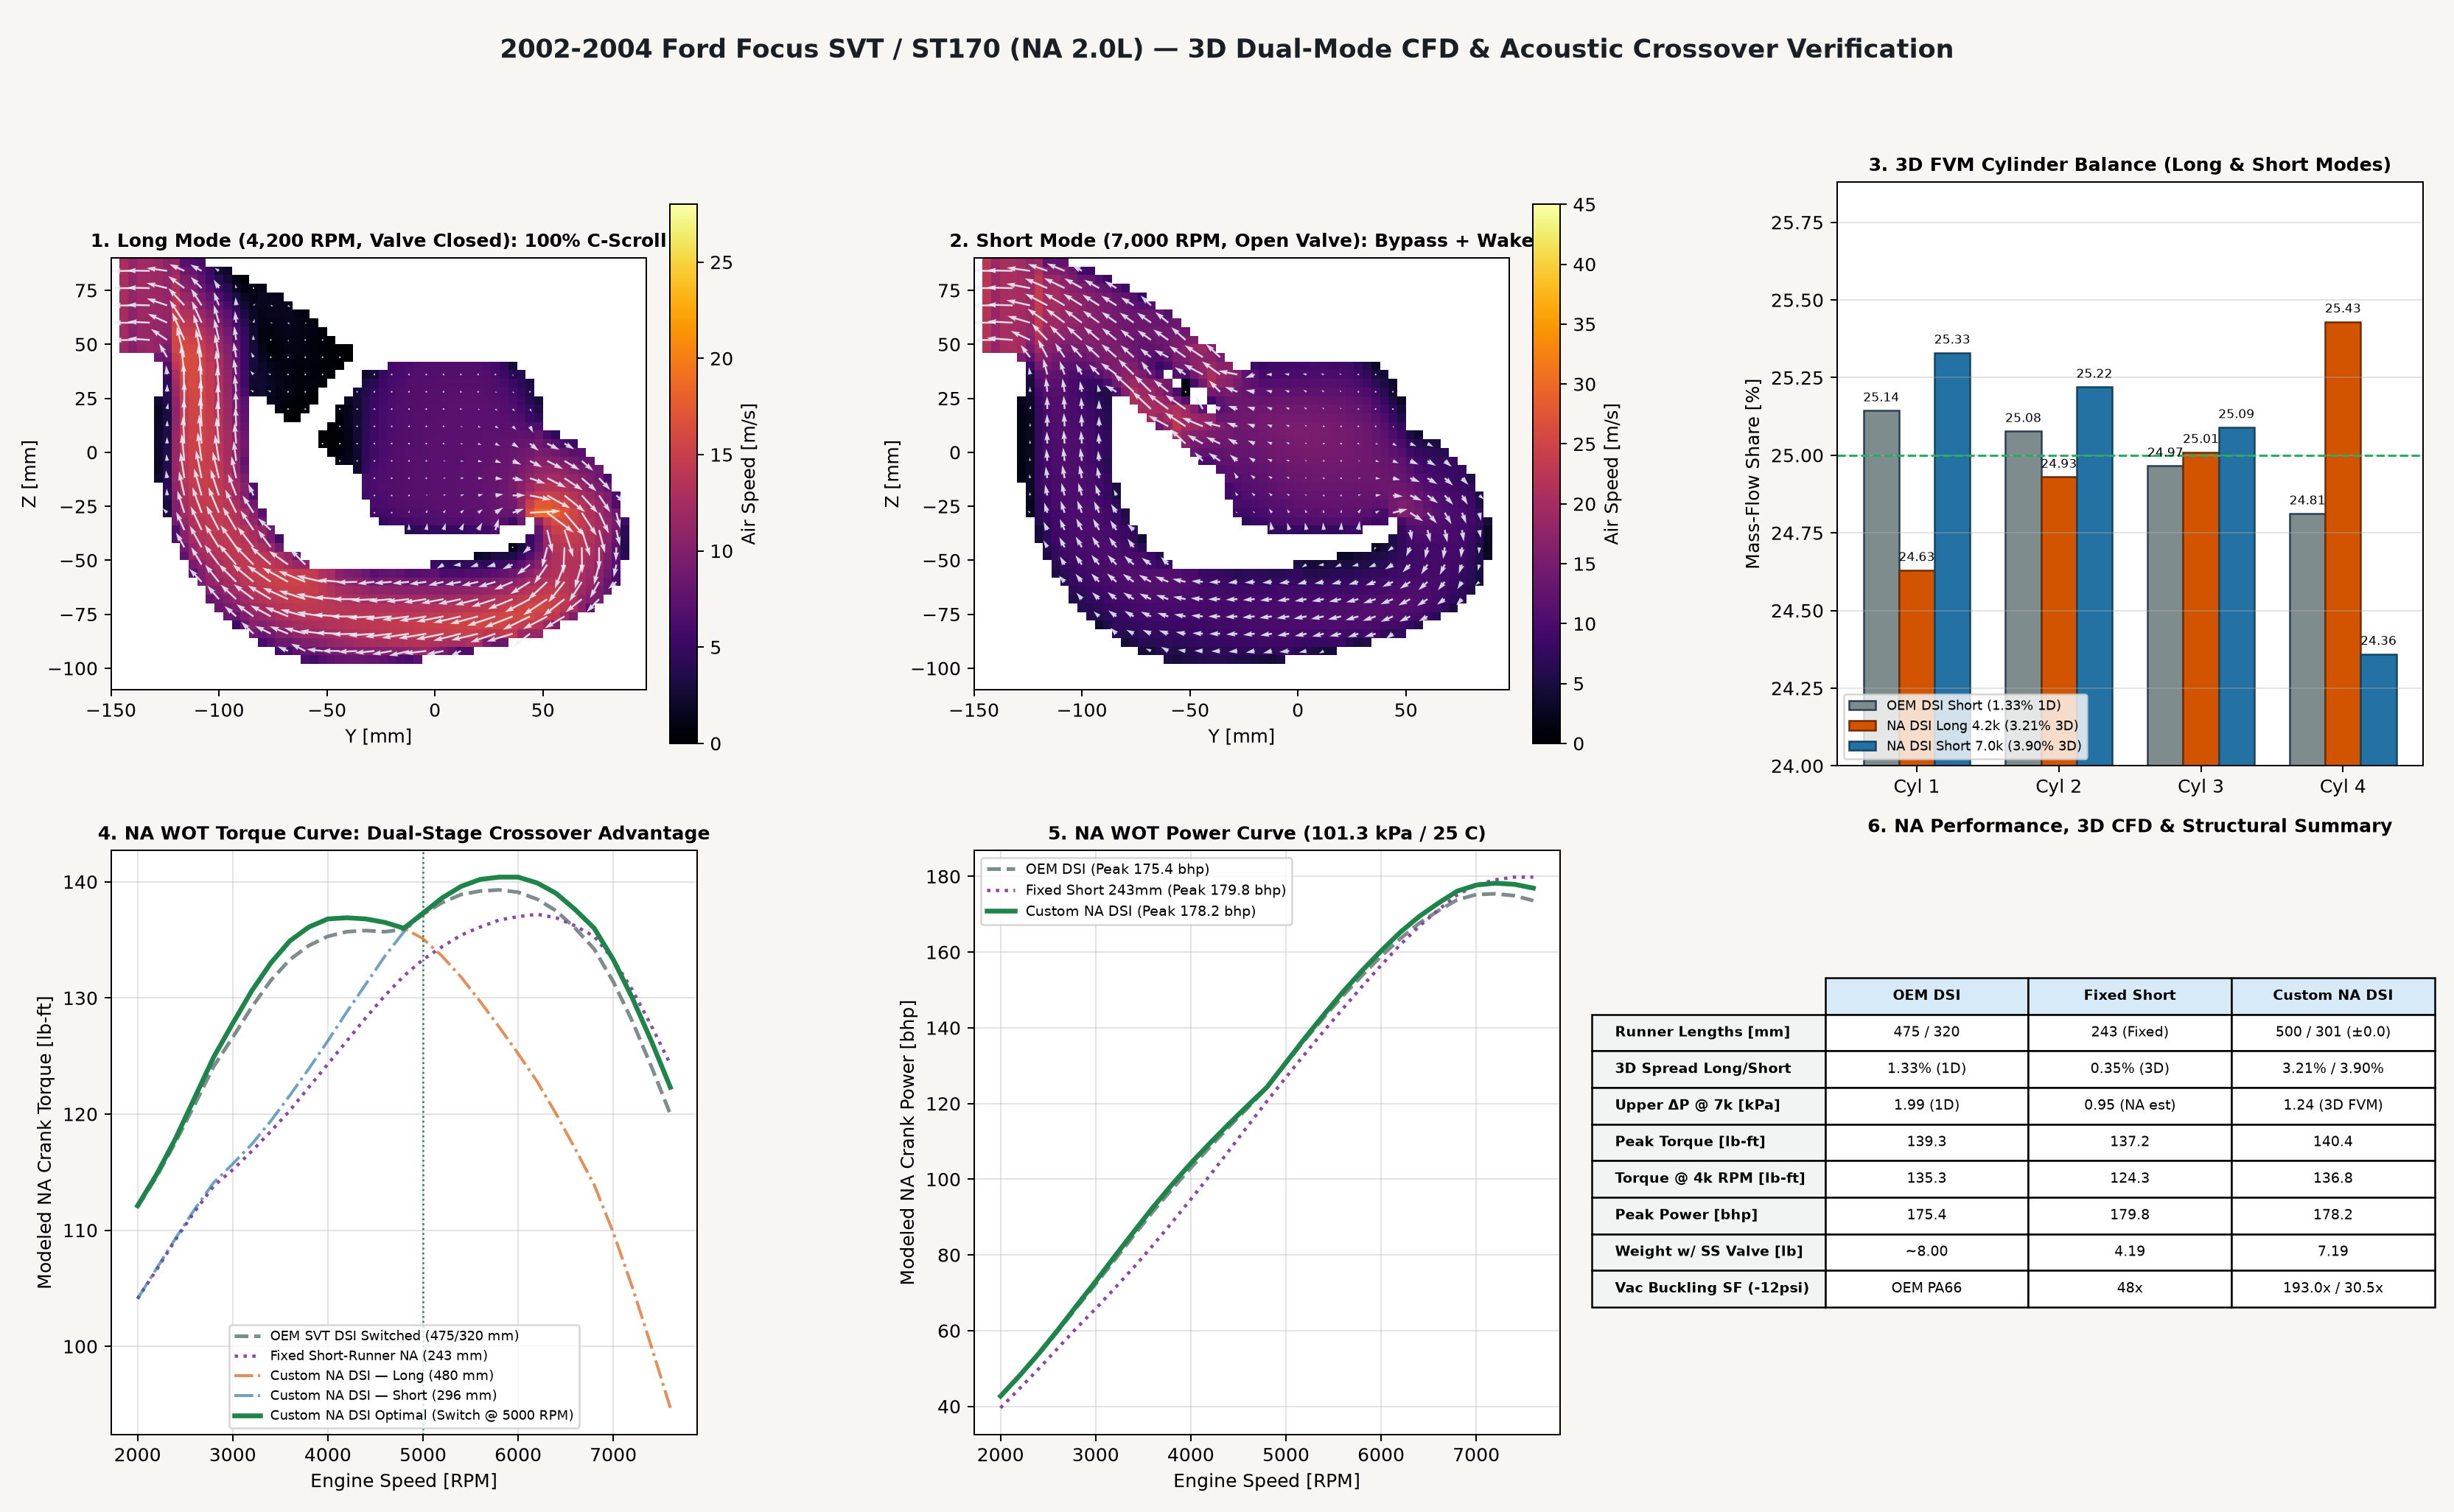 2002-2004 Ford Focus SVT / ST170 (NA 2.0L) — 3D Dual-Mode CFD & Acoustic Crossover Verification
1. Long Mode (4,200 RPM, Valve Closed): 100% C-Scroll
75
50
25
0
−25
−50
−75
−100
Z [mm]
−150 −100 −50 0 50
Y [mm]
25
20
15
10
5
0
Air Speed [m/s]
2. Short Mode (7,000 RPM, Open Valve): Bypass + Wake
75
50
25
0
−25
−50
−75
−100
Z [mm]
−150 −100 −50 0 50
Y [mm]
45
40
35
30
25
20
15
10
5
0
Air Speed [m/s]
3. 3D FVM Cylinder Balance (Long & Short Modes)
25.75
25.50
25.25
25.00
24.75
24.50
24.25
24.00
Mass-Flow Share [%]
25.14 24.63 25.33
25.08 24.93 25.22
24.97 25.01 25.09
24.81 25.43 24.36
OEM DSI Short (1.33% 1D)
NA DSI Long 4.2k (3.21% 3D)
NA DSI Short 7.0k (3.90% 3D)
Cyl 1 Cyl 2 Cyl 3 Cyl 4
4. NA WOT Torque Curve: Dual-Stage Crossover Advantage
140
130
120
110
100
Modeled NA Crank Torque [lb-ft]
OEM SVT DSI Switched (475/320 mm)
Fixed Short-Runner NA (243 mm)
Custom NA DSI — Long (480 mm)
Custom NA DSI — Short (296 mm)
Custom NA DSI Optimal (Switch @ 5000 RPM)
2000 3000 4000 5000 6000 7000
Engine Speed [RPM]
5. NA WOT Power Curve (101.3 kPa / 25 C)
180
160
140
120
100
80
60
40
Modeled NA Crank Power [bhp]
OEM DSI (Peak 175.4 bhp)
Fixed Short 243mm (Peak 179.8 bhp)
Custom NA DSI (Peak 178.2 bhp)
2000 3000 4000 5000 6000 7000
Engine Speed [RPM]
6. NA Performance, 3D CFD & Structural Summary
OEM DSI Fixed Short Custom NA DSI
Runner Lengths [mm] 475 / 320 243 (Fixed) 500 / 301 (±0.0)
3D Spread Long/Short 1.33% (1D) 0.35% (3D) 3.21% / 3.90%
Upper ΔP @ 7k [kPa] 1.99 (1D) 0.95 (NA est) 1.24 (3D FVM)
Peak Torque [lb-ft] 139.3 137.2 140.4
Torque @ 4k RPM [lb-ft] 135.3 124.3 136.8
Peak Power [bhp] 175.4 179.8 178.2
Weight w/ SS Valve [lb] ~8.00 4.19 7.19
Vac Buckling SF (-12psi) OEM PA66 48x 193.0x / 30.5x